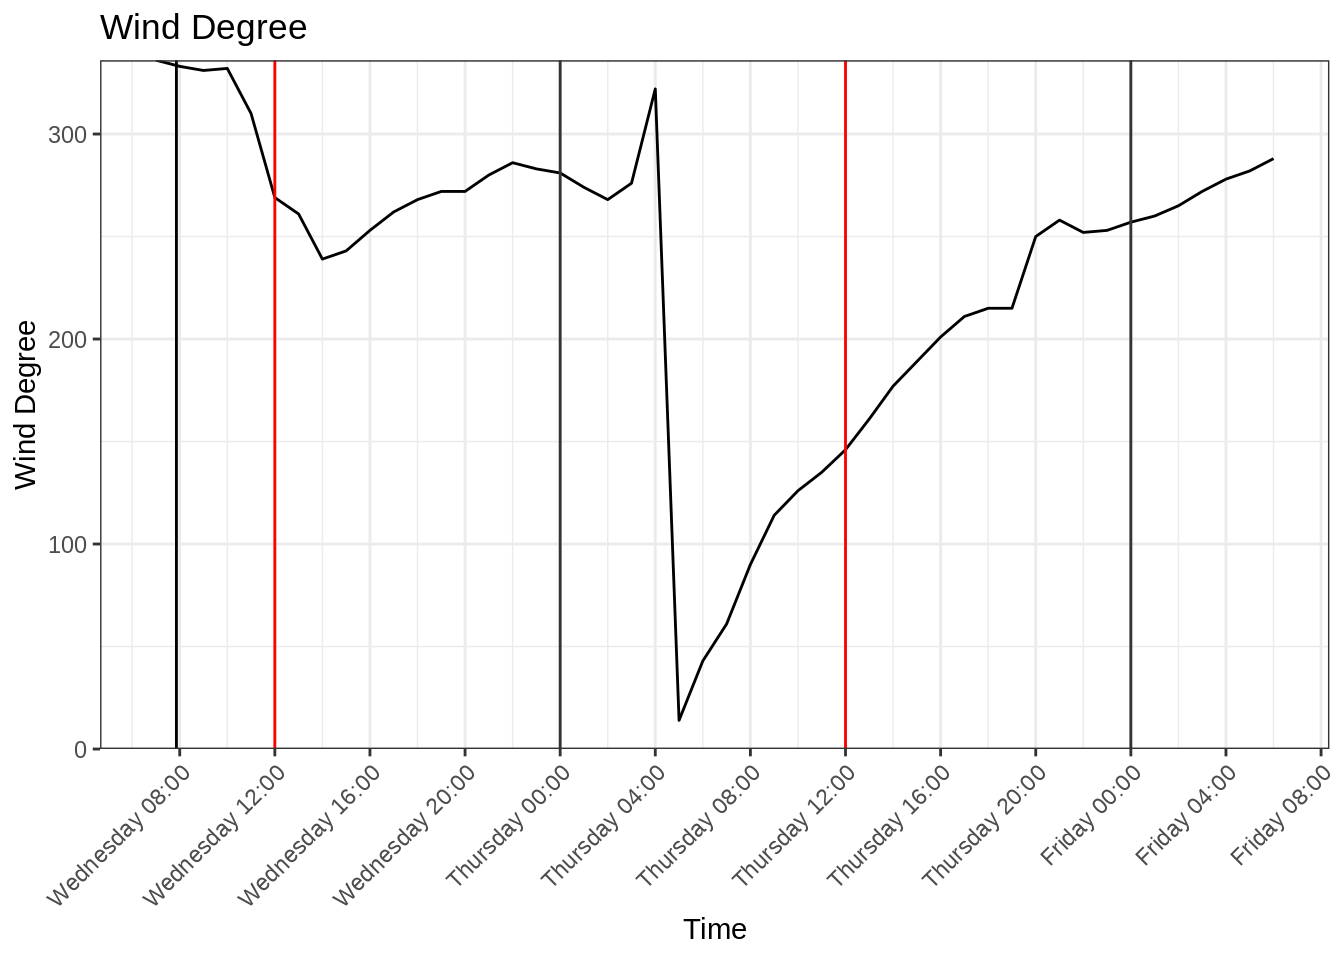 Wind Degree
Wind Degree
300
200
100
0
Wednesday 08:00
Wednesday 12:00
Wednesday 16:00
Wednesday 20:00
Thursday 00:00
Thursday 04:00
Thursday 08:00
Thursday 12:00
Thursday 16:00
Thursday 20:00
Friday 00:00
Friday 04:00
Friday 08:00
Time